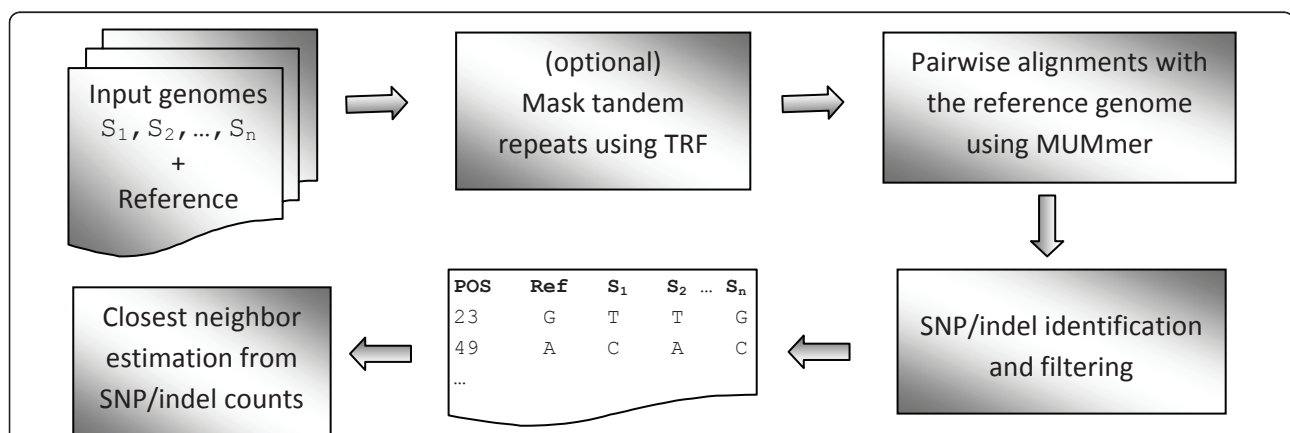 Input genomes
S₁, S₂, …, Sₙ
+
Reference
(optional)
Mask tandem
repeats using TRF
Pairwise alignments with
the reference genome
using MUMmer
SNP/indel identification
and filtering
POS Ref S₁ S₂ … Sₙ
23 G T T G
49 A C A C
…
Closest neighbor
estimation from
SNP/indel counts